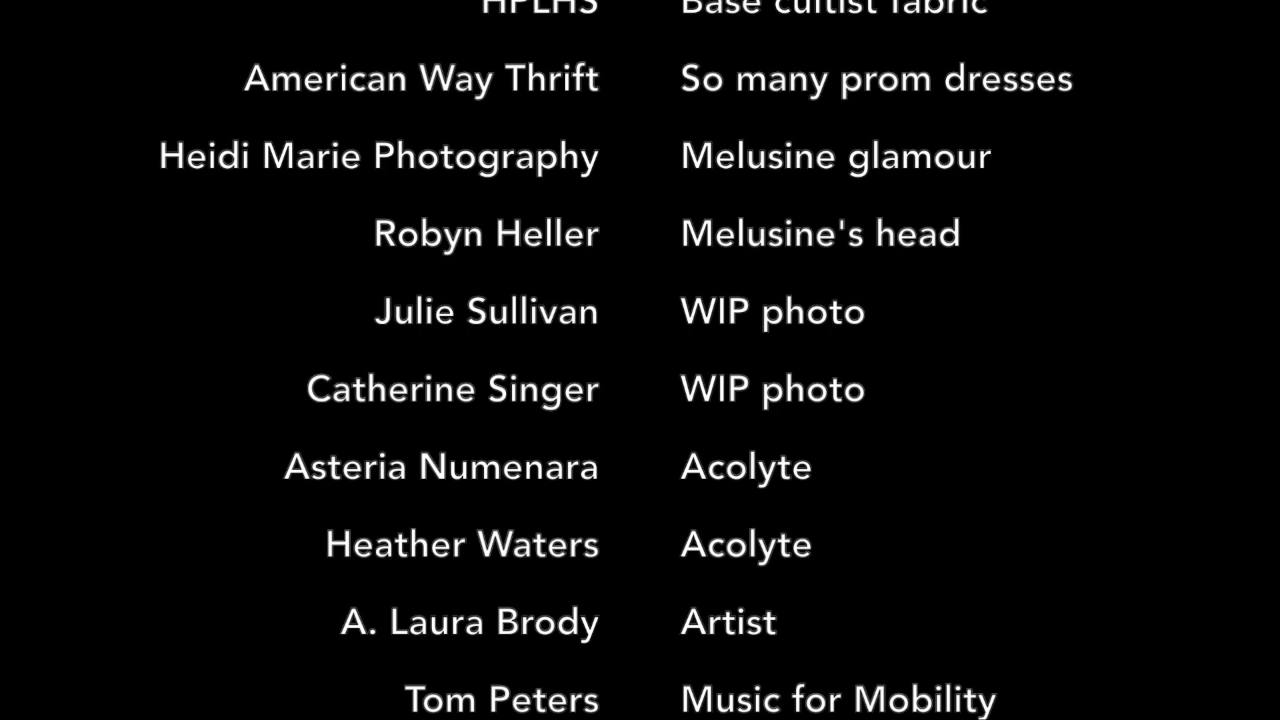 HPLHS Base cultist fabric
American Way Thrift So many prom dresses
Heidi Marie Photography Melusine glamour
Robyn Heller Melusine's head
Julie Sullivan WIP photo
Catherine Singer WIP photo
Asteria Numenara Acolyte
Heather Waters Acolyte
A. Laura Brody Artist
Tom Peters Music for Mobility